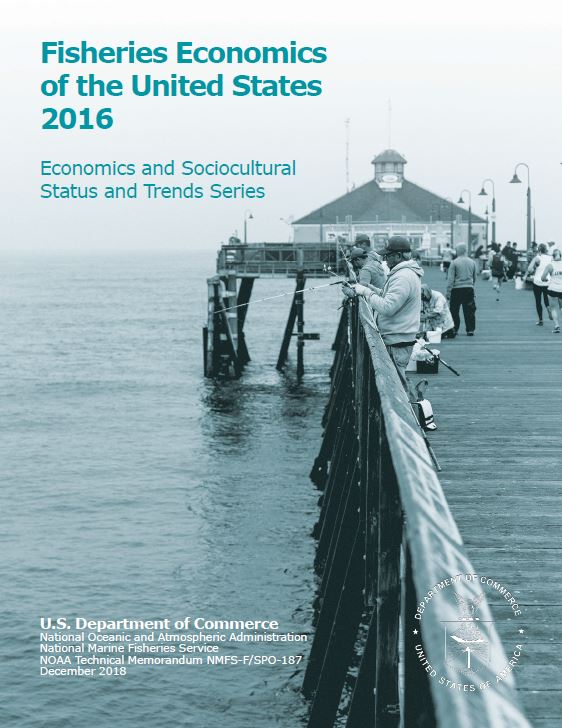 Fisheries Economics
of the United States
2016
Economics and Sociocultural
Status and Trends Series
U.S. Department of Commerce
National Oceanic and Atmospheric Administration
National Marine Fisheries Service
NOAA Technical Memorandum NMFS-F/SPO-187
December 2018
DEPARTMENT OF COMMERCE
UNITED STATES OF AMERICA